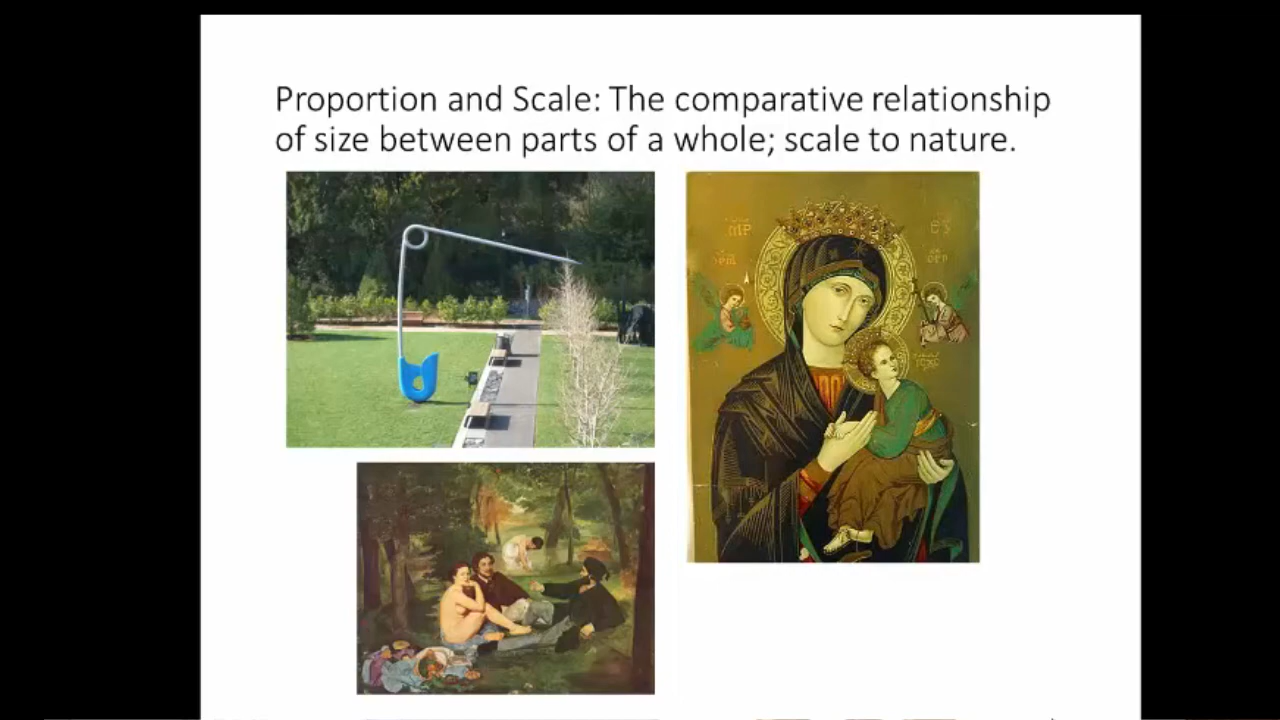 Proportion and Scale: The comparative relationship
of size between parts of a whole; scale to nature.